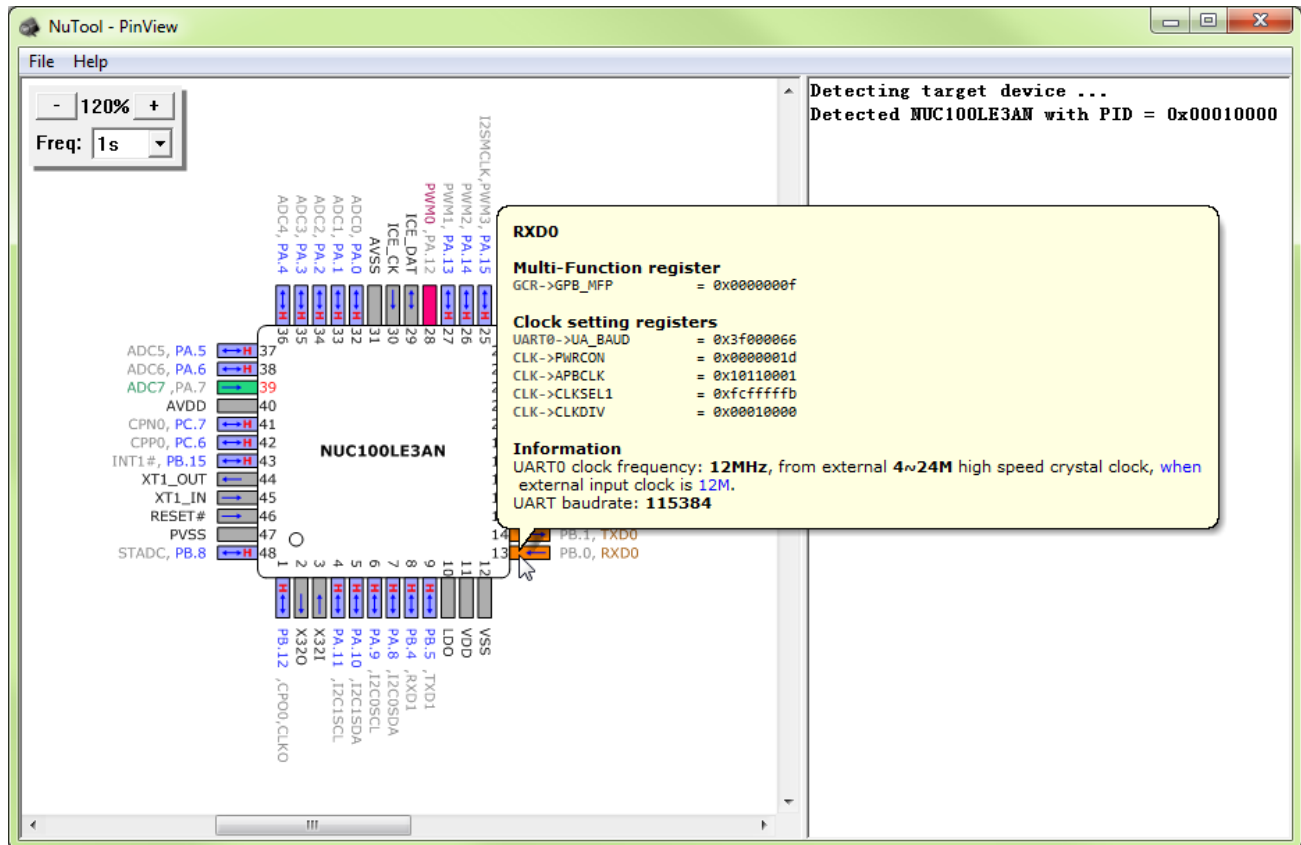 NuTool - PinView
File Help
- 120% +
Freq: 1s
Detecting target device ...
Detected NUC100LE3AN with PID = 0x00010000
ADC4, PA.4
ADC3, PA.3
ADC2, PA.2
ADC1, PA.1
ADC0, PA.0
AVSS
ICE_CK
ICE_DAT
PWM0 ,PA.12
PWM1, PA.13
PWM2, PA.14
I2SMCLK,PWM3, PA.15
H H H H H H H H
36 35 34 33 32 31 30 29 28 27 26 25
ADC5, PA.5 H 37
ADC6, PA.6 H 38
ADC7 ,PA.7 39
AVDD 40
CPN0, PC.7 H 41
CPP0, PC.6 H 42
INT1#, PB.15 H 43
XT1_OUT 44
XT1_IN 45
RESET# 46
PVSS 47
STADC, PB.8 H 48
NUC100LE3AN
RXD0
Multi-Function register
GCR->GPB_MFP = 0x0000000f
Clock setting registers
UART0->UA_BAUD = 0x3f000066
CLK->PWRCON = 0x0000001d
CLK->APBCLK = 0x10110001
CLK->CLKSEL1 = 0xfcfffffb
CLK->CLKDIV = 0x00010000
Information
UART0 clock frequency: 12MHz, from external 4~24M high speed crystal clock, when
external input clock is 12M.
UART baudrate: 115384
14 PB.1, TXD0
13 PB.0, RXD0
1 2 3 4 5 6 7 8 9 10 11 12
H H H H H H H
PB.12 ,CPO0,CLKO
X32O
X32I
PA.11 ,I2C1SCL
PA.10 ,I2C1SDA
PA.9 ,I2C0SCL
PA.8 ,I2C0SDA
PB.4 ,RXD1
PB.5 ,TXD1
LDO
VDD
VSS